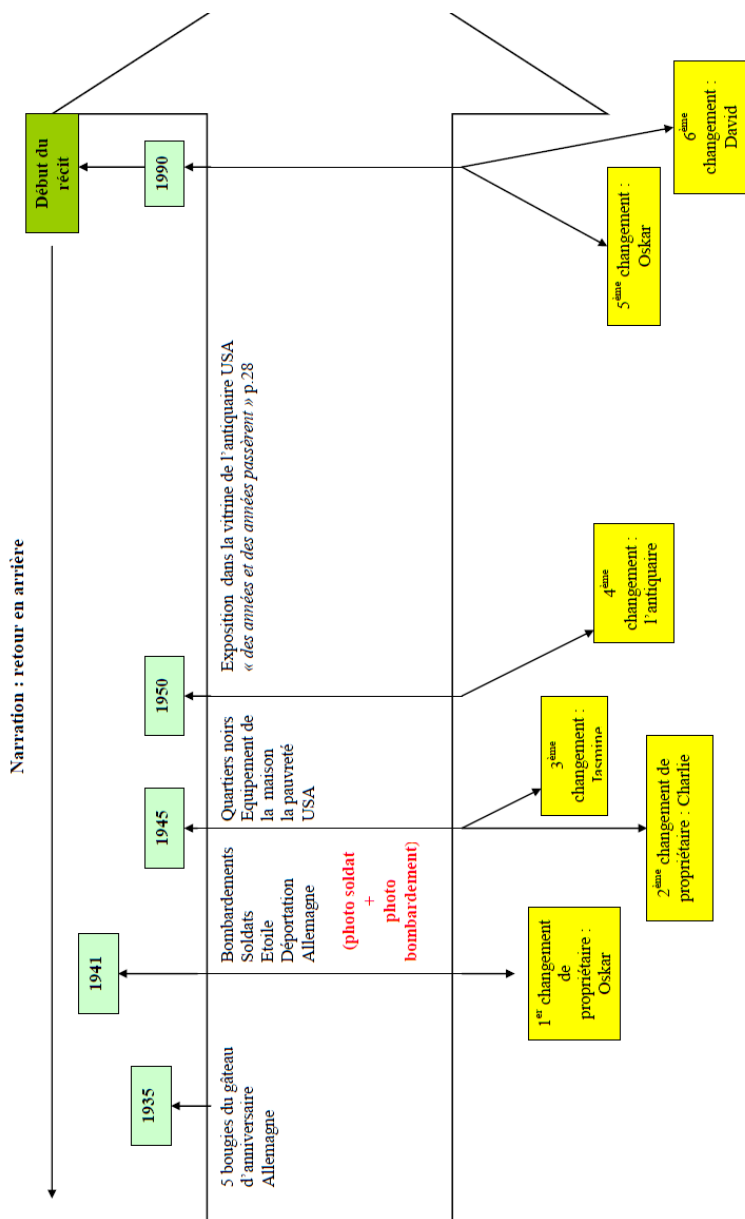 Narration : retour en arrière
Début du
récit
1935
1941
1945
1950
1990
5 bougies du gâteau
d’anniversaire
Allemagne
Bombardements
Soldats
Etoile
Déportation
Allemagne
(photo soldat
+
photo
bombardement)
Quartiers noirs
Equipement de
la maison
la pauvreté
USA
Exposition dans la vitrine de l’antiquaire USA
« des années et des années passèrent » p.28
1er changement
de
propriétaire :
Oskar
2ème changement de
propriétaire : Charlie
3ème
changement :
Jasmine
4ème
changement :
l’antiquaire
5ème changement :
Oskar
6ème
changement :
David